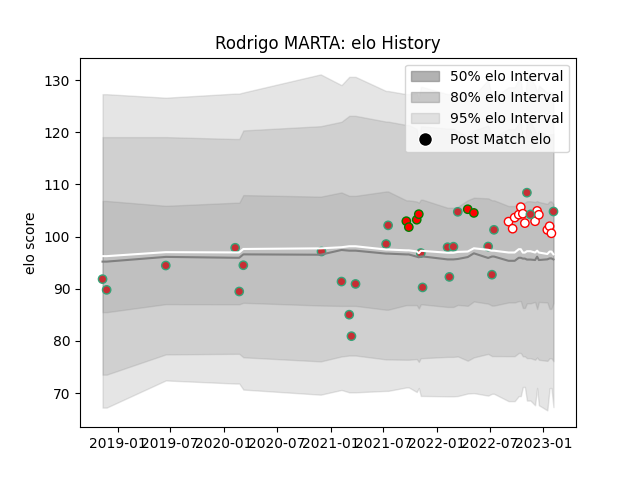 Rodrigo MARTA: elo History
50% elo Interval
80% elo Interval
95% elo Interval
Post Match elo
elo score
130
120
110
100
90
80
70
2019-01 2019-07 2020-01 2020-07 2021-01 2021-07 2022-01 2022-07 2023-01